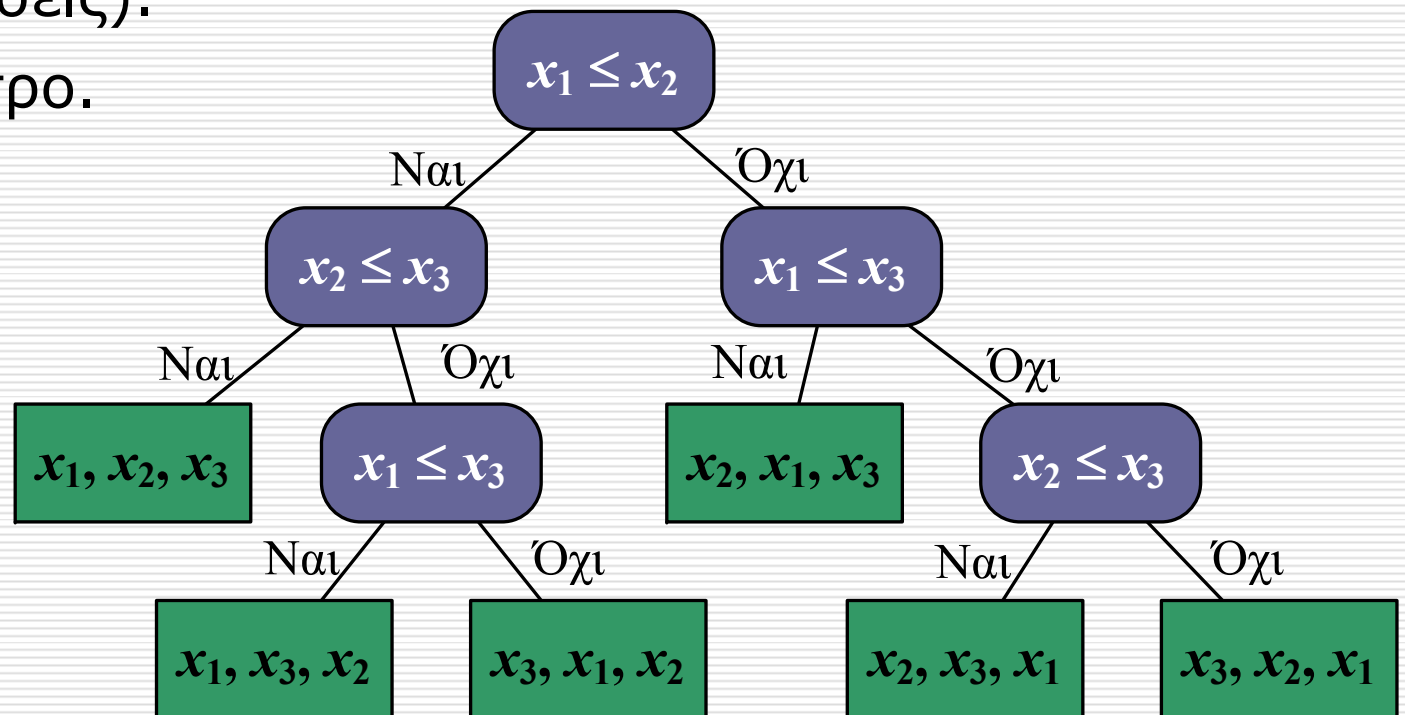 σεις).
τρο.
x₁ ≤ x₂
Ναι Όχι
x₂ ≤ x₃ x₁ ≤ x₃
Ναι Όχι Ναι Όχι
x₁, x₂, x₃ x₁ ≤ x₃ x₂, x₁, x₃ x₂ ≤ x₃
Ναι Όχι Ναι Όχι
x₁, x₃, x₂ x₃, x₁, x₂ x₂, x₃, x₁ x₃, x₂, x₁